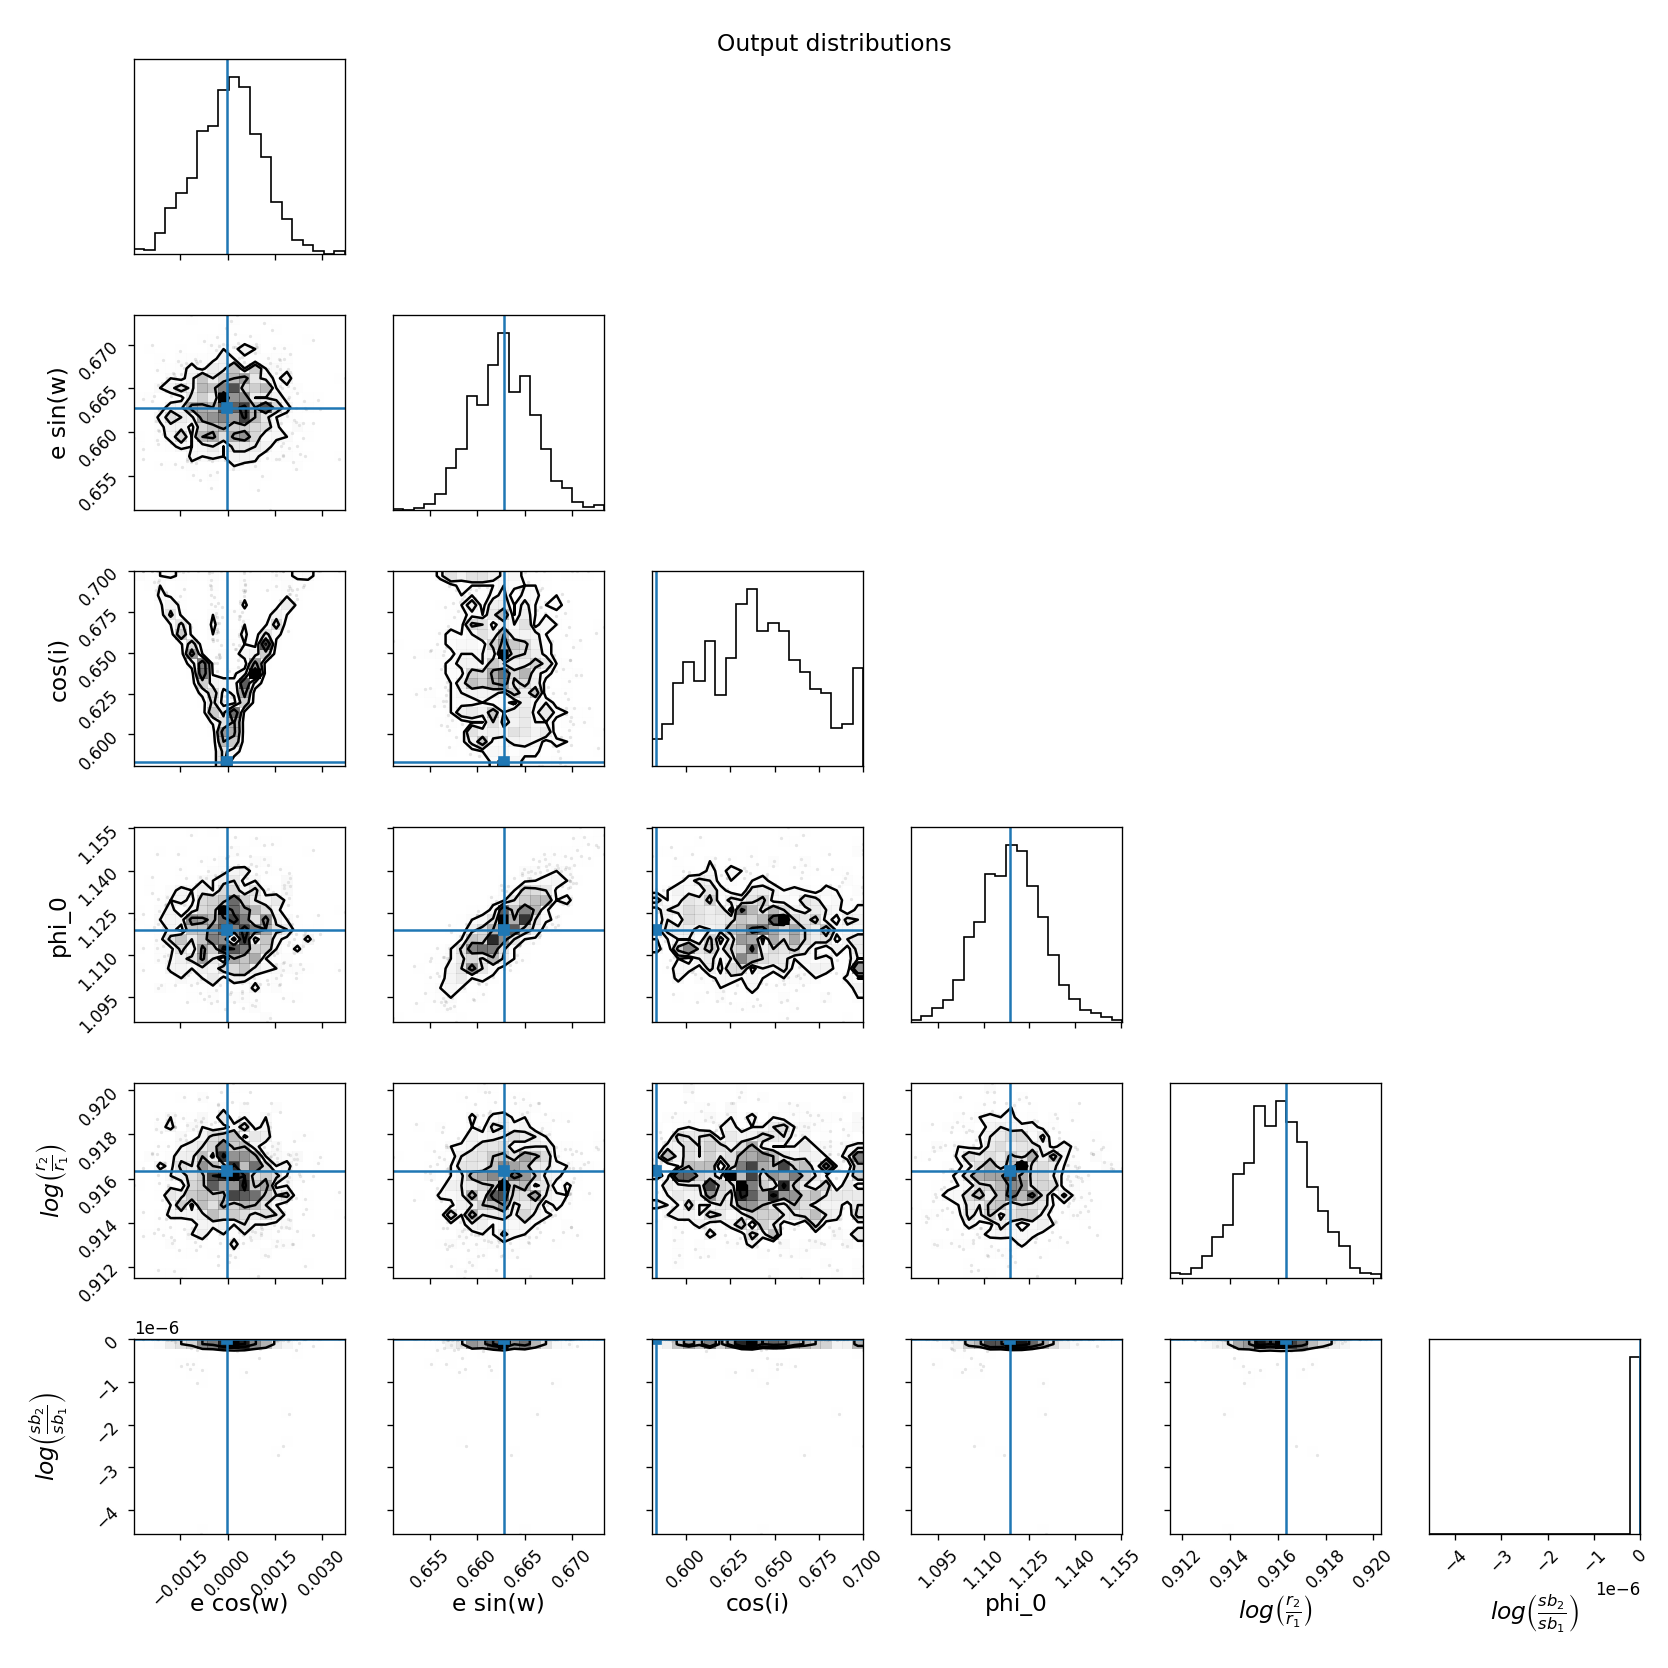 Output distributions
e sin(w)
0.670
0.665
0.660
0.655
cos(i)
0.700
0.675
0.650
0.625
0.600
phi_0
1.155
1.140
1.125
1.110
1.095
log(r₂/r₁)
0.920
0.918
0.916
0.914
0.912
1e−6
log(sb₂/sb₁)
0
−1
−2
−3
−4
−0.0015 0.0000 0.0015 0.0030
e cos(w)
0.655 0.660 0.665 0.670
e sin(w)
0.600 0.625 0.650 0.675 0.700
cos(i)
1.095 1.110 1.125 1.140 1.155
phi_0
0.912 0.914 0.916 0.918 0.920
log(r₂/r₁)
−4 −3 −2 −1 0
1e−6
log(sb₂/sb₁)